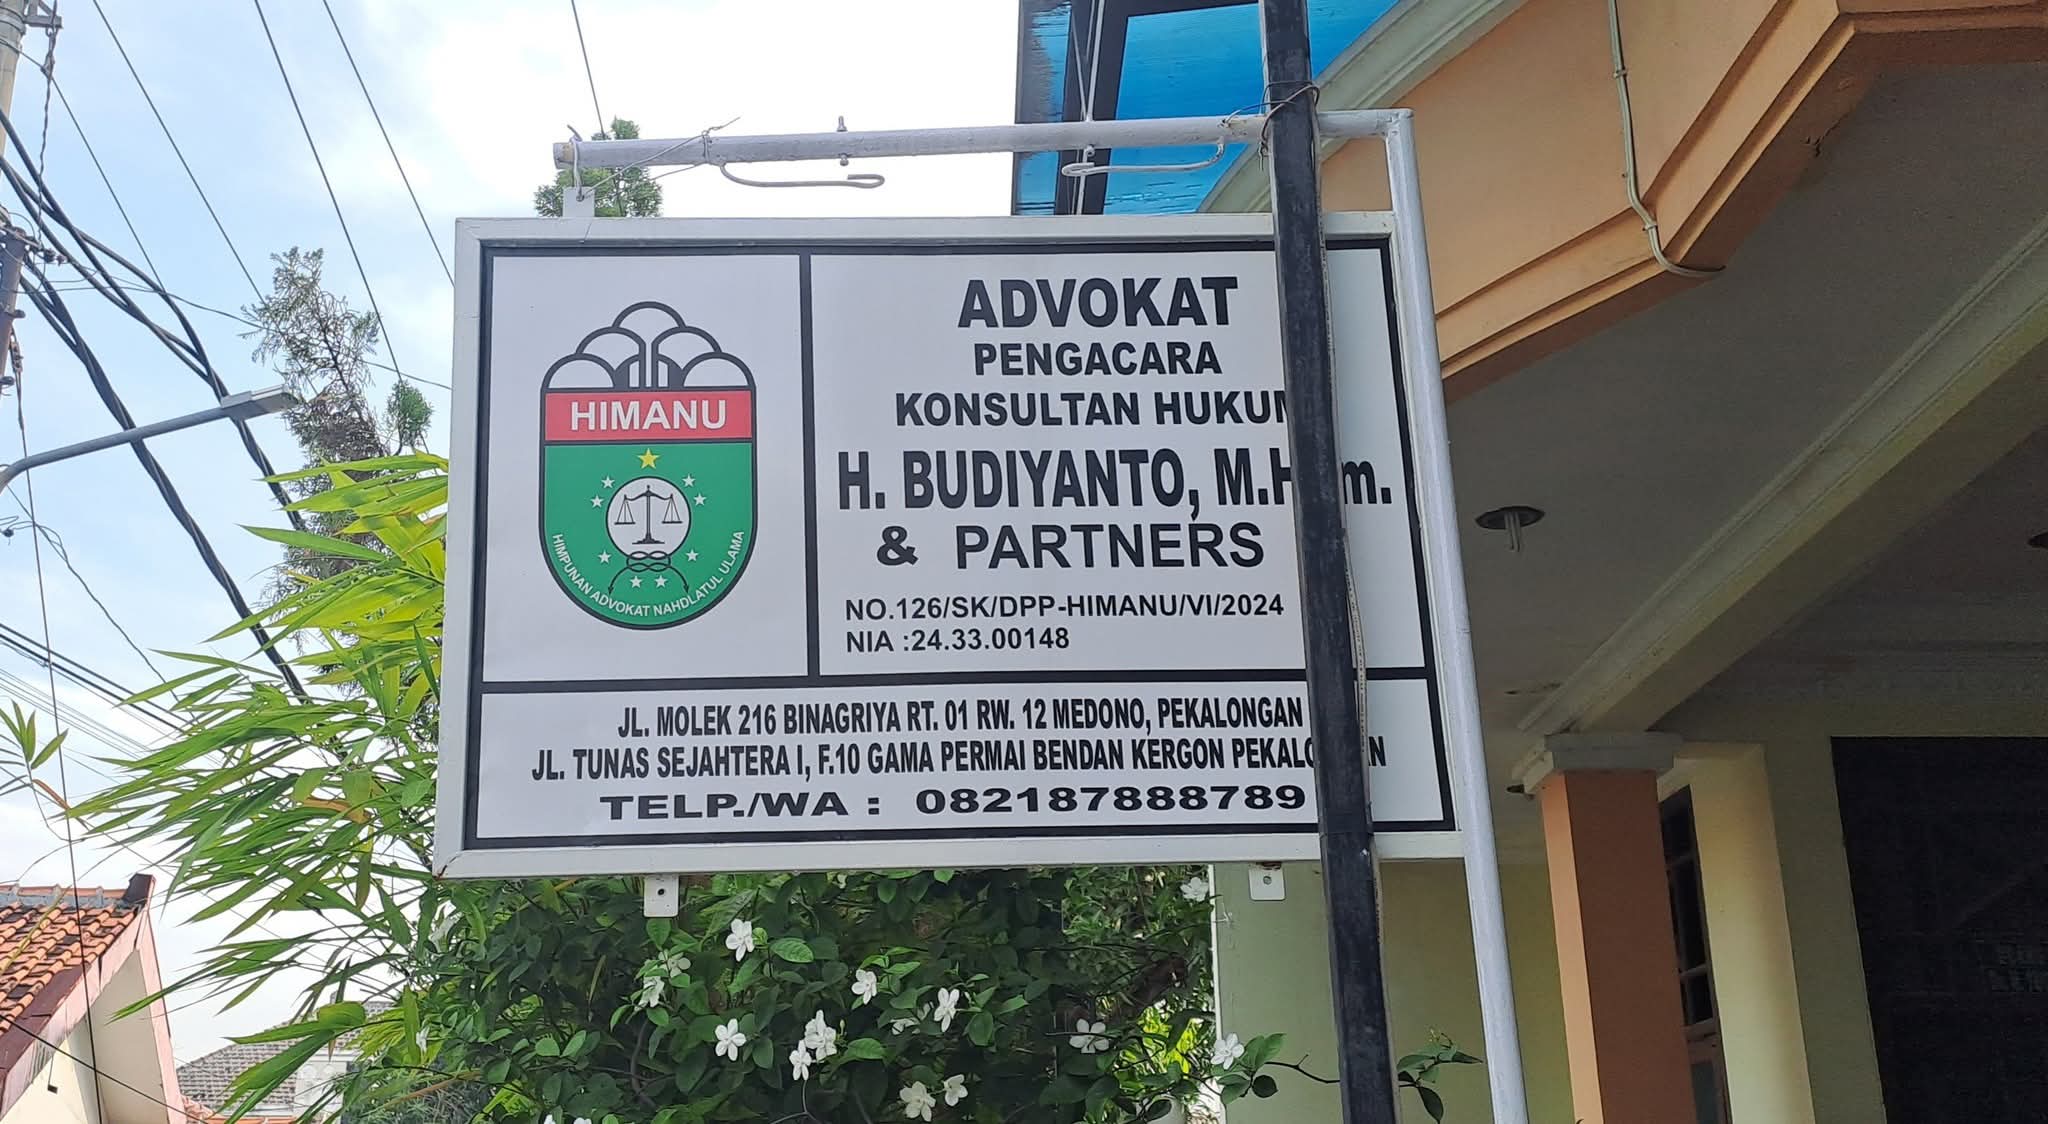 HIMANU
HIMPUNAN ADVOKAT NAHDLATUL ULAMA
ADVOKAT
PENGACARA
KONSULTAN HUKUM
H. BUDIYANTO, M.Hum.
& PARTNERS
NO.126/SK/DPP-HIMANU/VI/2024
NIA :24.33.00148
JL. MOLEK 216 BINAGRIYA RT. 01 RW. 12 MEDONO, PEKALONGAN
JL. TUNAS SEJAHTERA I, F.10 GAMA PERMAI BENDAN KERGON PEKALONGAN
TELP./WA : 082187888789